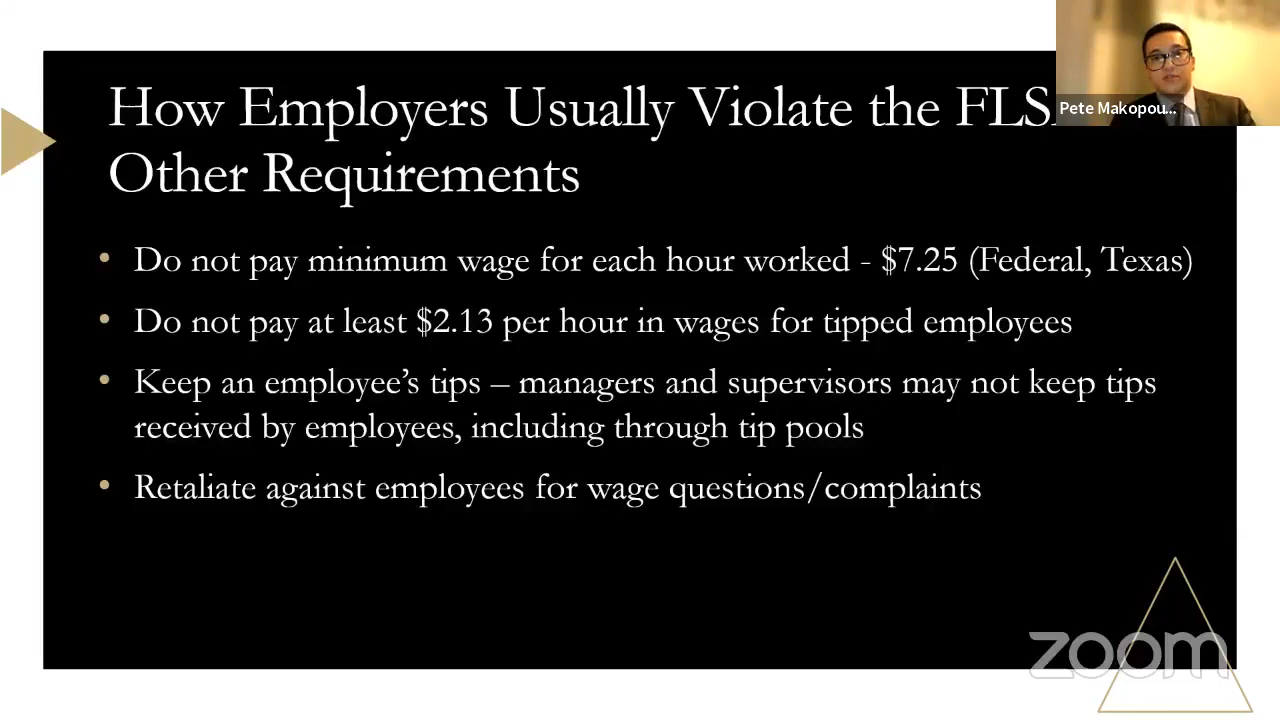 How Employers Usually Violate the FLS
Pete Makopou...
Other Requirements
• Do not pay minimum wage for each hour worked - $7.25 (Federal, Texas)
• Do not pay at least $2.13 per hour in wages for tipped employees
• Keep an employee’s tips – managers and supervisors may not keep tips
received by employees, including through tip pools
• Retaliate against employees for wage questions/complaints
zoom